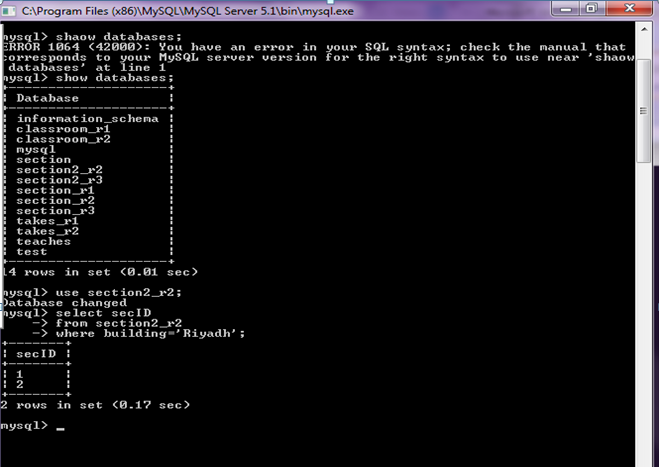 C:\Program Files (x86)\MySQL\MySQL Server 5.1\bin\mysql.exe
mysql> shaow databases;
ERROR 1064 (42000): You have an error in your SQL syntax; check the manual that
corresponds to your MySQL server version for the right syntax to use near 'shaow
databases' at line 1
mysql> show databases;
+--------------------+
| Database           |
+--------------------+
| information_schema |
| classroom_r1       |
| classroom_r2       |
| mysql              |
| section            |
| section2_r2        |
| section2_r3        |
| section_r1         |
| section_r2         |
| section_r3         |
| takes_r1           |
| takes_r2           |
| teaches            |
| test               |
+--------------------+
14 rows in set (0.01 sec)
mysql> use section2_r2;
Database changed
mysql> select secID
    -> from section2_r2
    -> where building='Riyadh';
+-------+
| secID |
+-------+
| 1     |
| 2     |
+-------+
2 rows in set (0.17 sec)
mysql> _